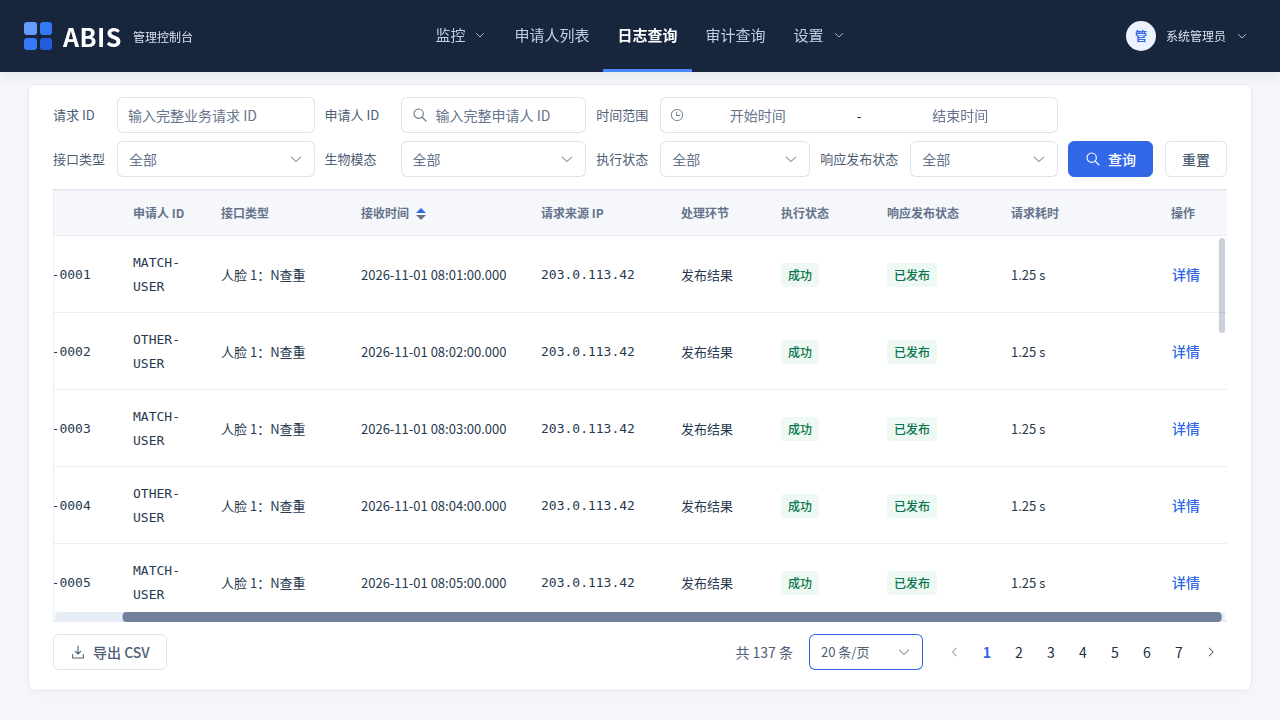 ABIS 管理控制台 监控 申请人列表 日志查询 审计查询 设置 管 系统管理员
请求 ID 输入完整业务请求 ID 申请人 ID 输入完整申请人 ID 时间范围 开始时间 - 结束时间
接口类型 全部 生物模态 全部 执行状态 全部 响应发布状态 全部 查询 重置
申请人 ID 接口类型 接收时间 请求来源 IP 处理环节 执行状态 响应发布状态 请求耗时 操作
-0001 MATCH-USER 人脸 1：N查重 2026-11-01 08:01:00.000 203.0.113.42 发布结果 成功 已发布 1.25 s 详情
-0002 OTHER-USER 人脸 1：N查重 2026-11-01 08:02:00.000 203.0.113.42 发布结果 成功 已发布 1.25 s 详情
-0003 MATCH-USER 人脸 1：N查重 2026-11-01 08:03:00.000 203.0.113.42 发布结果 成功 已发布 1.25 s 详情
-0004 OTHER-USER 人脸 1：N查重 2026-11-01 08:04:00.000 203.0.113.42 发布结果 成功 已发布 1.25 s 详情
-0005 MATCH-USER 人脸 1：N查重 2026-11-01 08:05:00.000 203.0.113.42 发布结果 成功 已发布 1.25 s 详情
导出 CSV 共 137 条 20 条/页 1 2 3 4 5 6 7